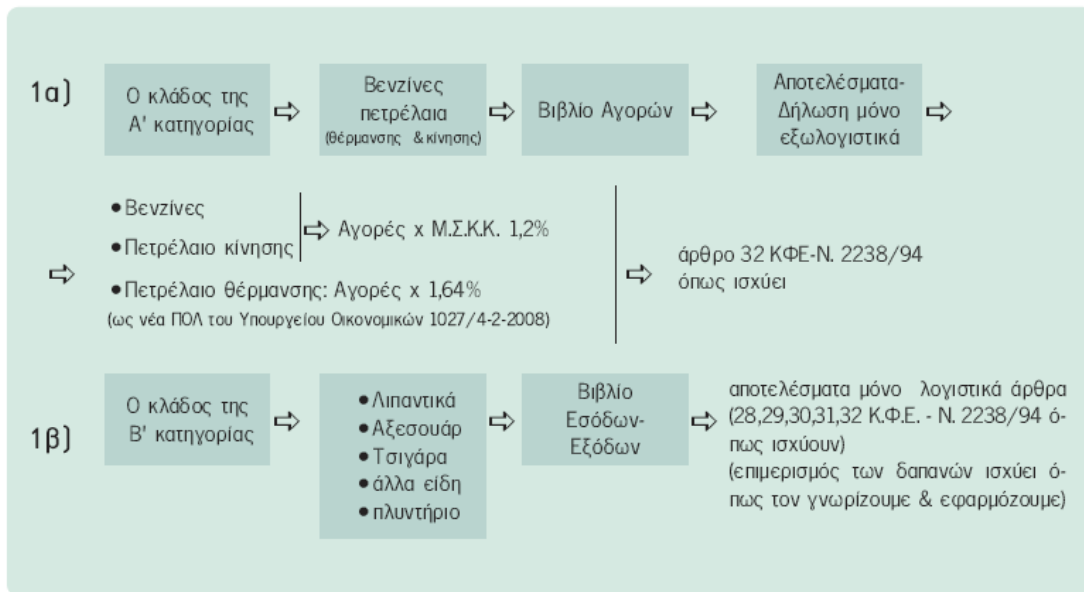 1α)
Ο κλάδος της
Α' κατηγορίας
Βενζίνες
πετρέλαια
(θέρμανσης & κίνησης)
Βιβλίο Αγορών
Αποτελέσματα-
Δήλωση μόνο
εξωλογιστικά
• Βενζίνες
• Πετρέλαιο κίνησης
Αγορές x Μ.Σ.Κ.Κ. 1,2%
• Πετρέλαιο θέρμανσης: Αγορές x 1,64%
(ως νέα ΠΟΛ του Υπουργείου Οικονομικών 1027/4-2-2008)
άρθρο 32 ΚΦΕ-Ν. 2238/94
όπως ισχύει
1β)
Ο κλάδος της
Β' κατηγορίας
• Λιπαντικά
• Αξεσουάρ
• Τσιγάρα
• άλλα είδη
• πλυντήριο
Βιβλίο
Εσόδων-
Εξόδων
αποτελέσματα μόνο λογιστικά άρθρα
(28,29,30,31,32 Κ.Φ.Ε. - Ν. 2238/94 ό-
πως ισχύουν)
(επιμερισμός των δαπανών ισχύει ό-
πως τον γνωρίζουμε & εφαρμόζουμε)